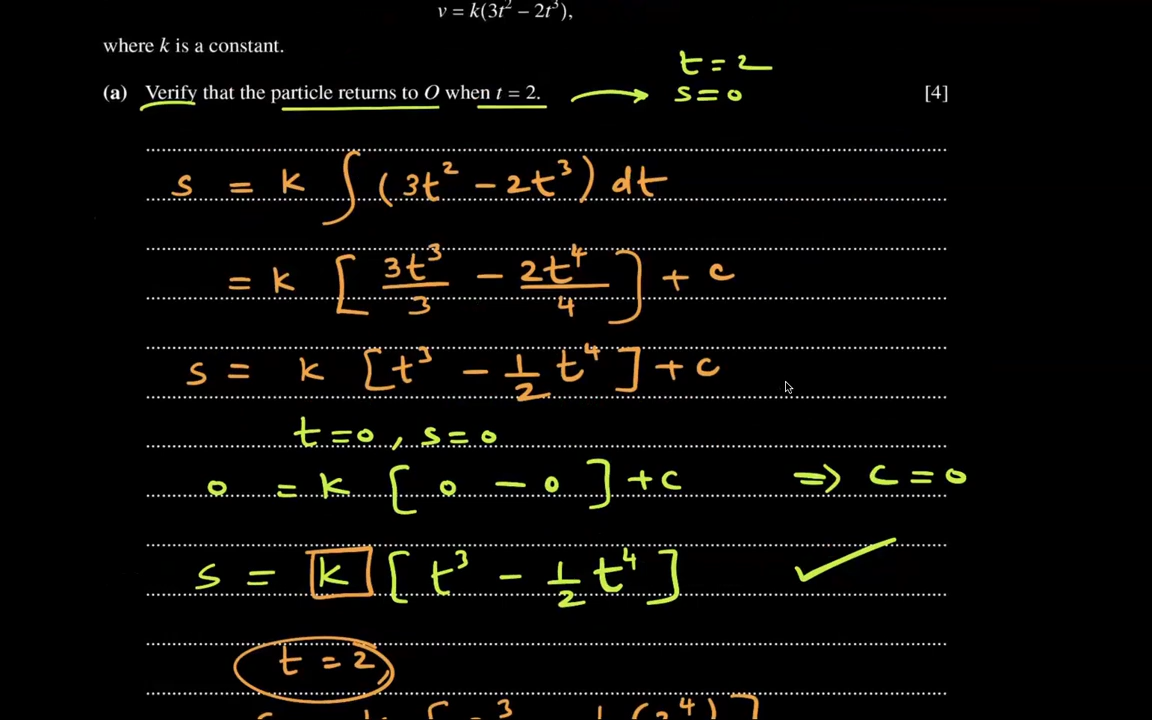 v = k(3t² − 2t³),
where k is a constant.
(a) Verify that the particle returns to O when t = 2. [4]
t = 2
s = 0
s = k ∫ (3t² − 2t³) dt
= k [ 3t³/3 − 2t⁴/4 ] + c
s = k [ t³ − 1/2 t⁴ ] + c
t = 0 , s = 0
0 = k [ 0 − 0 ] + c ⇒ c = 0
s = k [ t³ − 1/2 t⁴ ]
t = 2